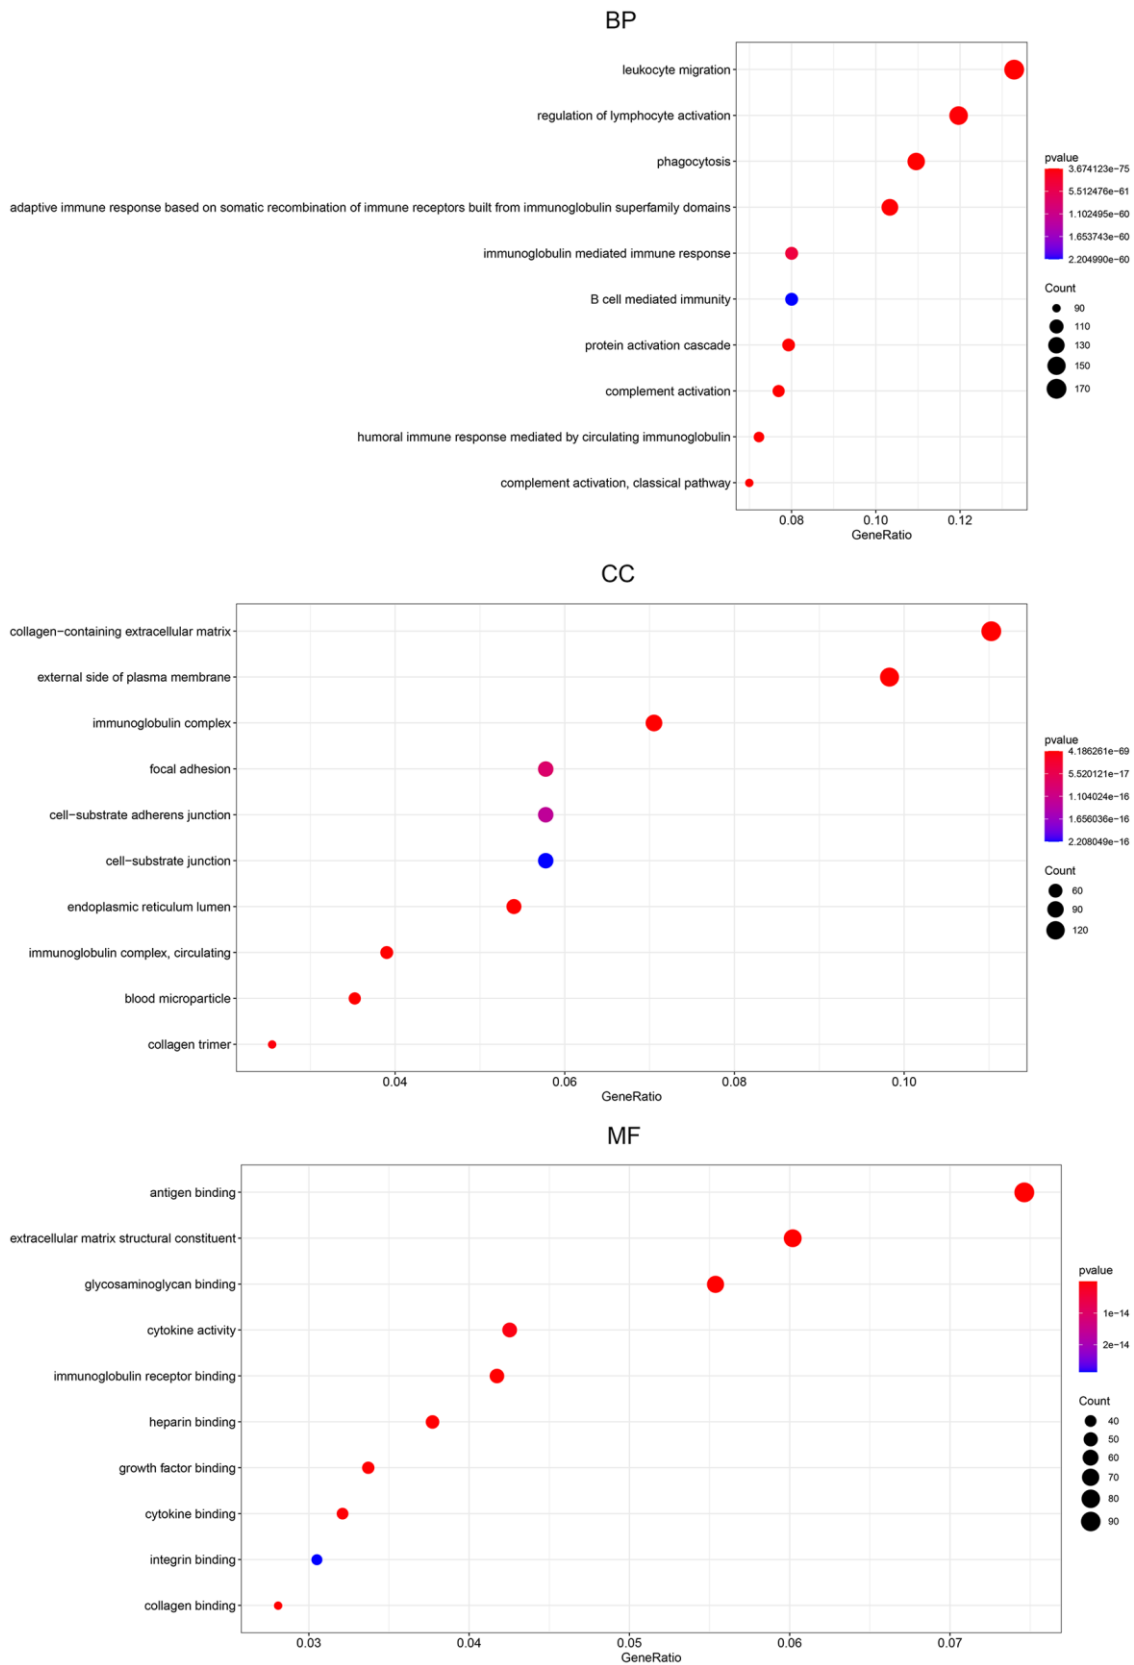 BP
leukocyte migration
regulation of lymphocyte activation
phagocytosis
adaptive immune response based on somatic recombination of immune receptors built from immunoglobulin superfamily domains
immunoglobulin mediated immune response
B cell mediated immunity
protein activation cascade
complement activation
humoral immune response mediated by circulating immunoglobulin
complement activation, classical pathway
0.08 0.10 0.12
GeneRatio
pvalue
3.674123e−75
5.512476e−61
1.102495e−60
1.653743e−60
2.204990e−60
Count
90
110
130
150
170
CC
collagen−containing extracellular matrix
external side of plasma membrane
immunoglobulin complex
focal adhesion
cell−substrate adherens junction
cell−substrate junction
endoplasmic reticulum lumen
immunoglobulin complex, circulating
blood microparticle
collagen trimer
0.04 0.06 0.08 0.10
GeneRatio
pvalue
4.186261e−69
5.520121e−17
1.104024e−16
1.656036e−16
2.208049e−16
Count
60
90
120
MF
antigen binding
extracellular matrix structural constituent
glycosaminoglycan binding
cytokine activity
immunoglobulin receptor binding
heparin binding
growth factor binding
cytokine binding
integrin binding
collagen binding
0.03 0.04 0.05 0.06 0.07
GeneRatio
pvalue
1e−14
2e−14
Count
40
50
60
70
80
90